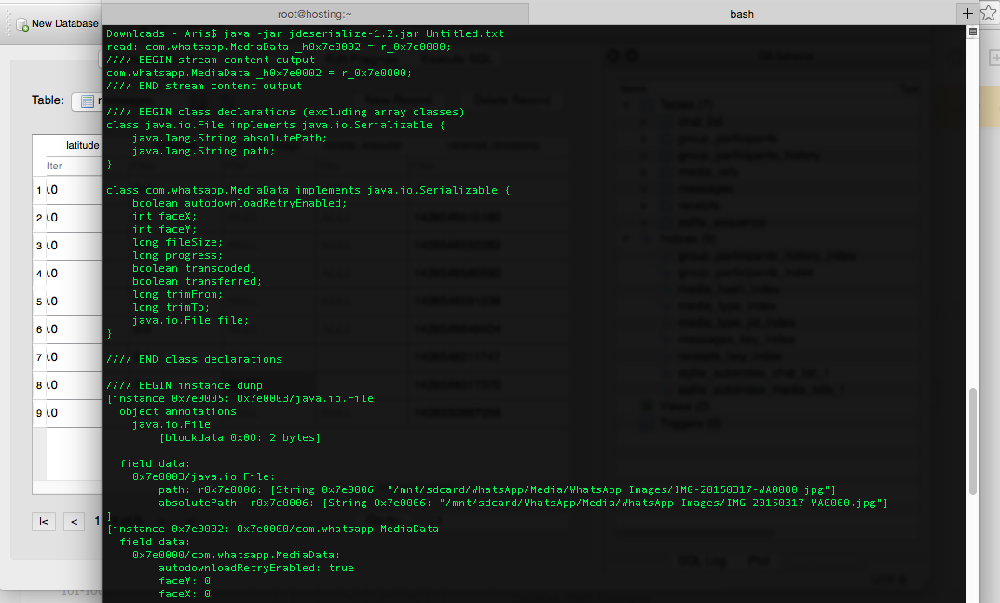 root@hosting:~
bash
New Database
Table:
latitude
lter
1 0.0
2 0.0
3 0.0
4 0.0
5 0.0
6 0.0
7 0.0
8 0.0
9 0.0
|<
<
1
Downloads - Aris$ java -jar jdeserialize-1.2.jar Untitled.txt
read: com.whatsapp.MediaData _h0x7e0002 = r_0x7e0000;
//// BEGIN stream content output
com.whatsapp.MediaData _h0x7e0002 = r_0x7e0000;
//// END stream content output
//// BEGIN class declarations (excluding array classes)
class java.io.File implements java.io.Serializable {
java.lang.String absolutePath;
java.lang.String path;
}
class com.whatsapp.MediaData implements java.io.Serializable {
boolean autodownloadRetryEnabled;
int faceX;
int faceY;
long fileSize;
long progress;
boolean transcoded;
boolean transferred;
long trimFrom;
long trimTo;
java.io.File file;
}
//// END class declarations
//// BEGIN instance dump
[instance 0x7e0005: 0x7e0003/java.io.File
object annotations:
java.io.File
[blockdata 0x00: 2 bytes]
field data:
0x7e0003/java.io.File:
path: r0x7e0006: [String 0x7e0006: "/mnt/sdcard/WhatsApp/Media/WhatsApp Images/IMG-20150317-WA0000.jpg"]
absolutePath: r0x7e0006: [String 0x7e0006: "/mnt/sdcard/WhatsApp/Media/WhatsApp Images/IMG-20150317-WA0000.jpg"]
]
[instance 0x7e0002: 0x7e0000/com.whatsapp.MediaData
field data:
0x7e0000/com.whatsapp.MediaData:
autodownloadRetryEnabled: true
faceY: 0
faceX: 0